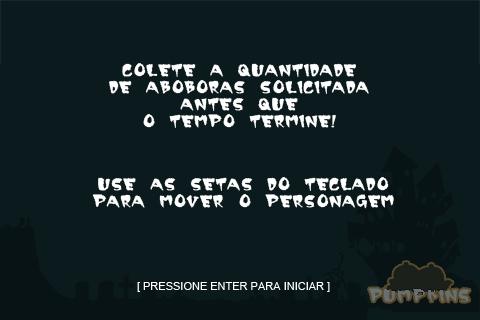 COLETE A QUANTIDADE
DE ABOBORAS SOLICITADA
ANTES QUE
O TEMPO TERMINE!
USE AS SETAS DO TECLADO
PARA MOVER O PERSONAGEM
[ PRESSIONE ENTER PARA INICIAR ]
PUMPKINS